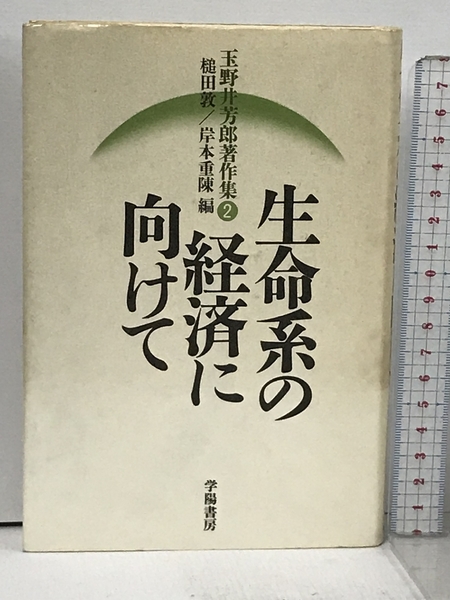 玉野井芳郎著作集2
槌田敦／岸本重陳 編
生命系の
経済に
向けて
学陽書房